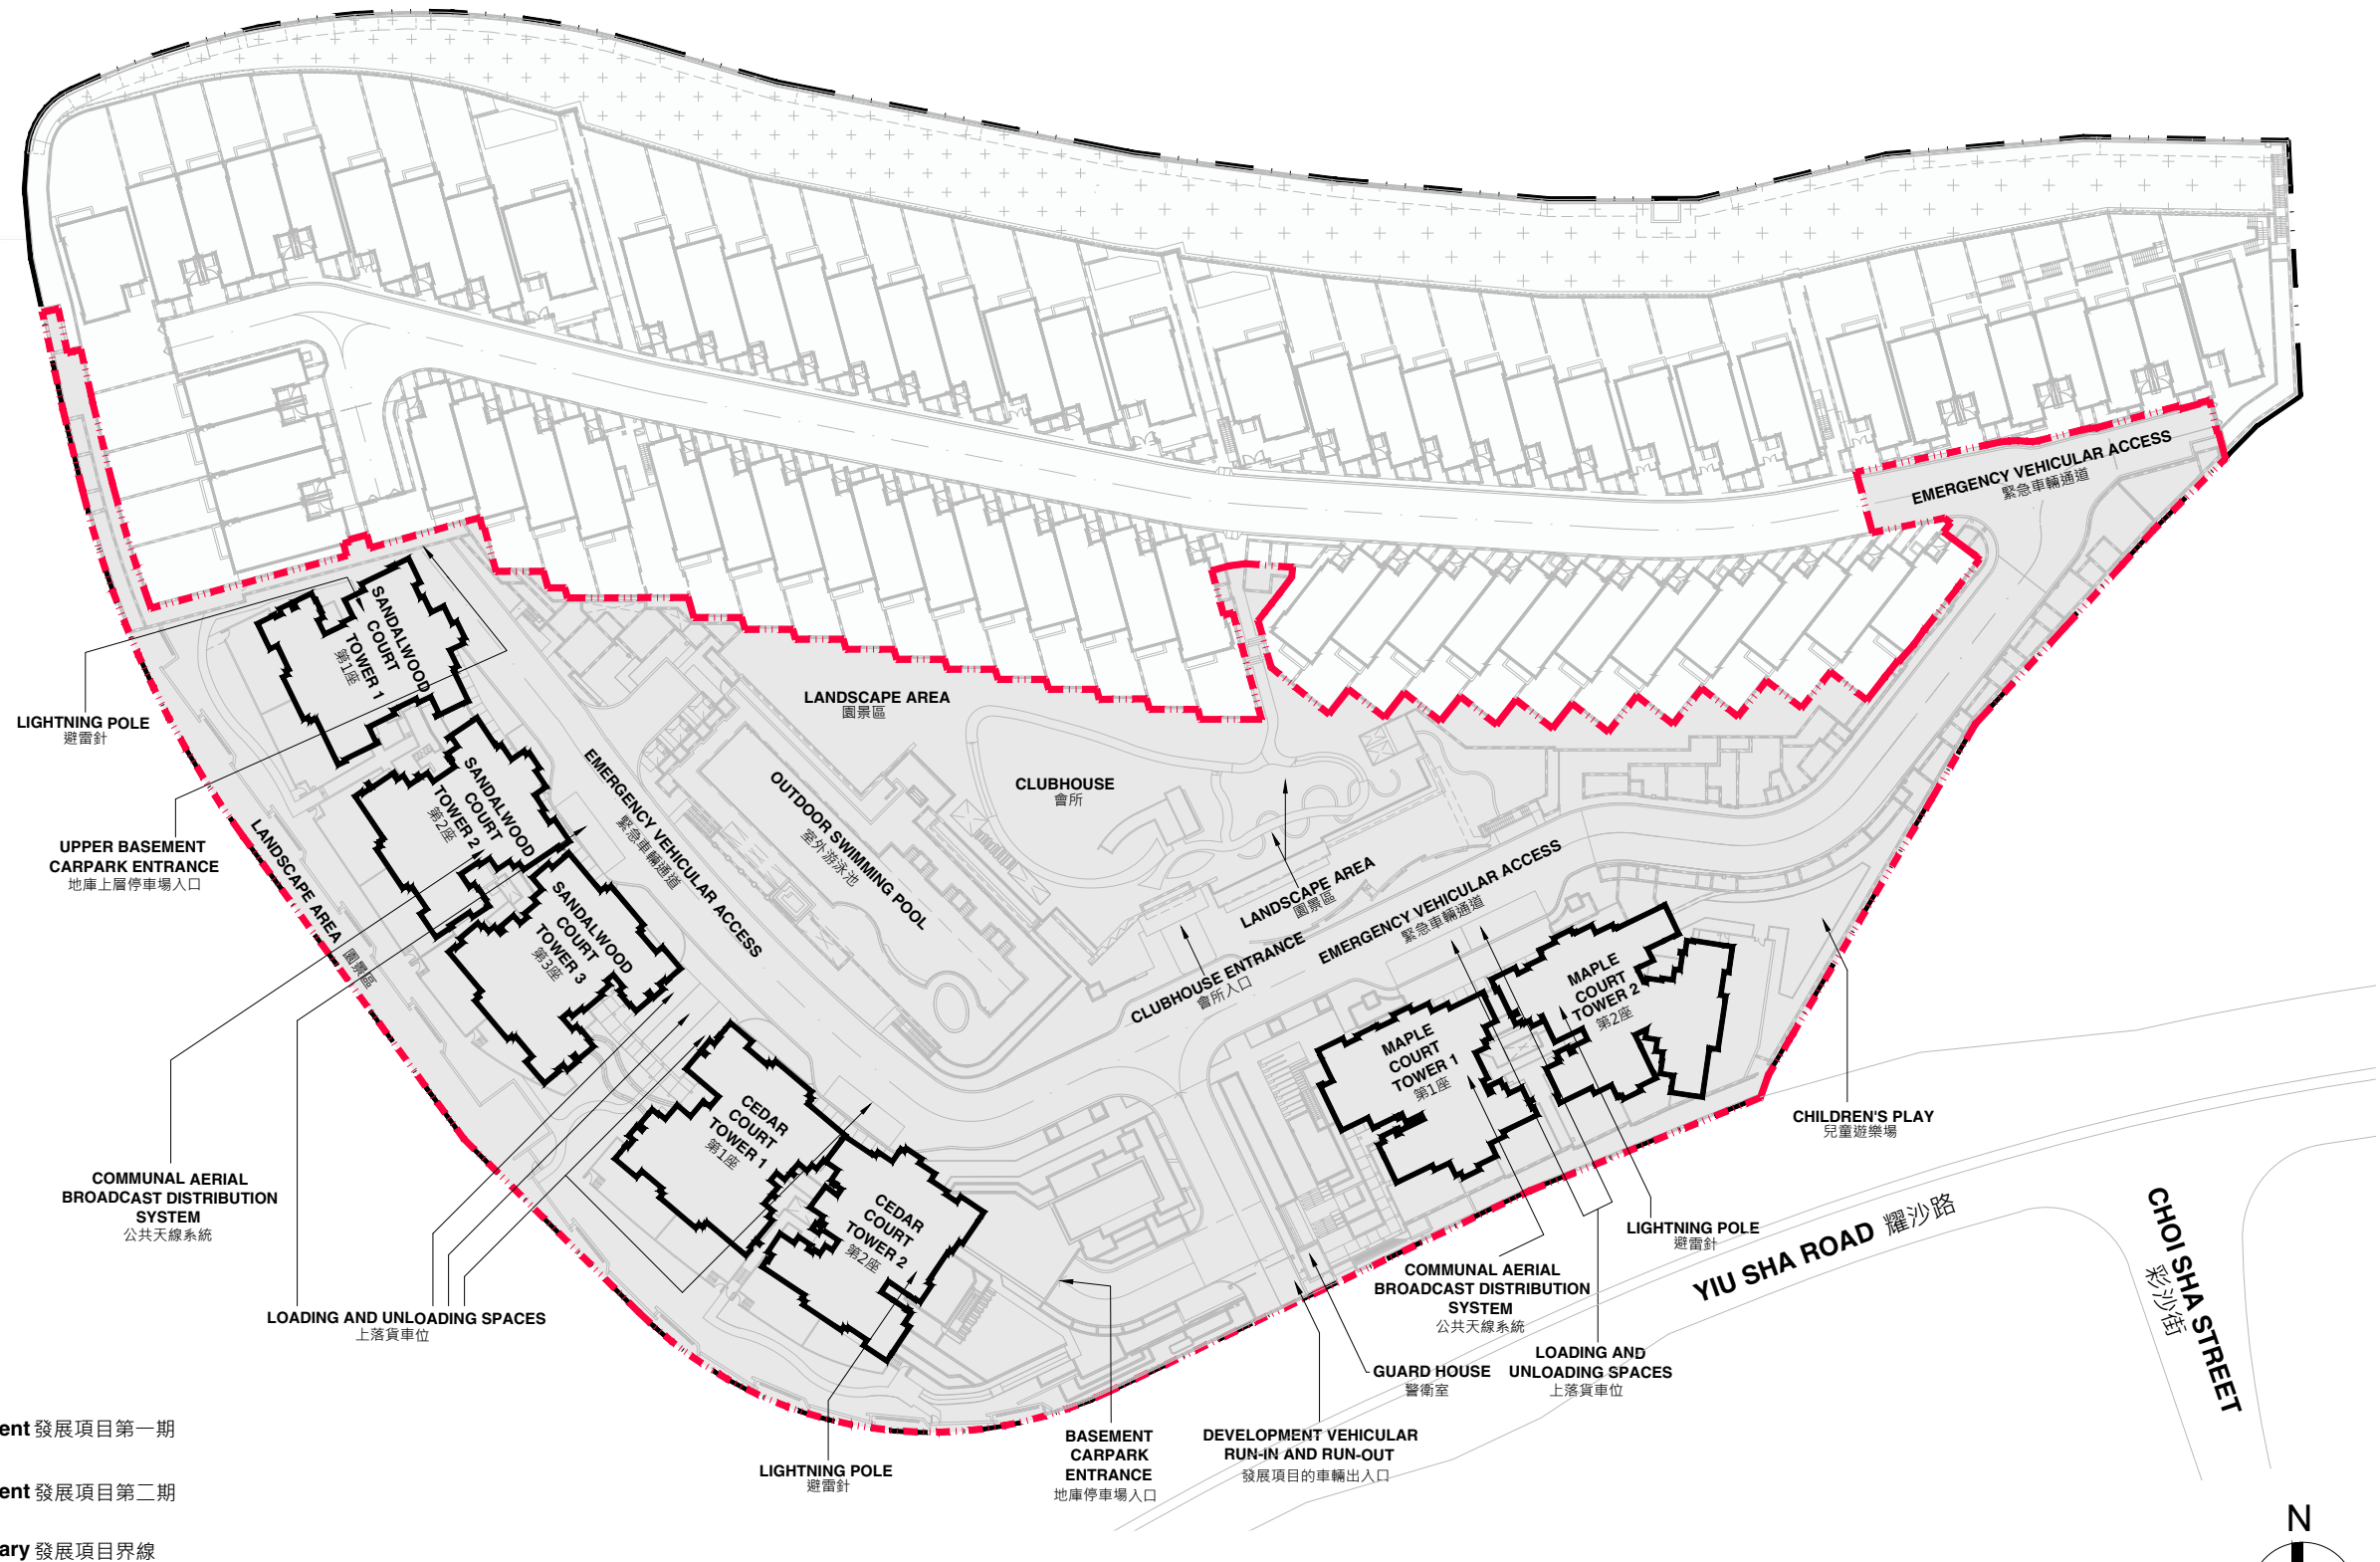 EMERGENCY VEHICULAR ACCESS
緊急車輛通道
SANDALWOOD
COURT
TOWER 1
第1座
LIGHTNING POLE
避雷針
LANDSCAPE AREA
園景區
CLUBHOUSE
會所
SANDALWOOD
COURT
TOWER 2
第2座
EMERGENCY VEHICULAR ACCESS
緊急車輛通道
OUTDOOR SWIMMING POOL
室外游泳池
UPPER BASEMENT
CARPARK ENTRANCE
地庫上層停車場入口
LANDSCAPE AREA 園景區
SANDALWOOD
COURT
TOWER 3
第3座
LANDSCAPE AREA
園景區
EMERGENCY VEHICULAR ACCESS
緊急車輛通道
CLUBHOUSE ENTRANCE
會所入口
MAPLE
COURT
TOWER 2
第2座
MAPLE
COURT
TOWER 1
第1座
CHILDREN'S PLAY
兒童遊樂場
CEDAR
COURT
TOWER 1
第1座
CEDAR
COURT
TOWER 2
第2座
COMMUNAL AERIAL
BROADCAST DISTRIBUTION
SYSTEM
公共天線系統
LIGHTNING POLE
避雷針
YIU SHA ROAD 耀沙路
CHOI SHA STREET
彩沙街
COMMUNAL AERIAL
BROADCAST DISTRIBUTION
SYSTEM
公共天線系統
LOADING AND UNLOADING SPACES
上落貨車位
LOADING AND
UNLOADING SPACES
上落貨車位
GUARD HOUSE
警衛室
LIGHTNING POLE
避雷針
BASEMENT
CARPARK
ENTRANCE
地庫停車場入口
DEVELOPMENT VEHICULAR
RUN-IN AND RUN-OUT
發展項目的車輛出入口
ent 發展項目第一期
ent 發展項目第二期
ary 發展項目界線
N